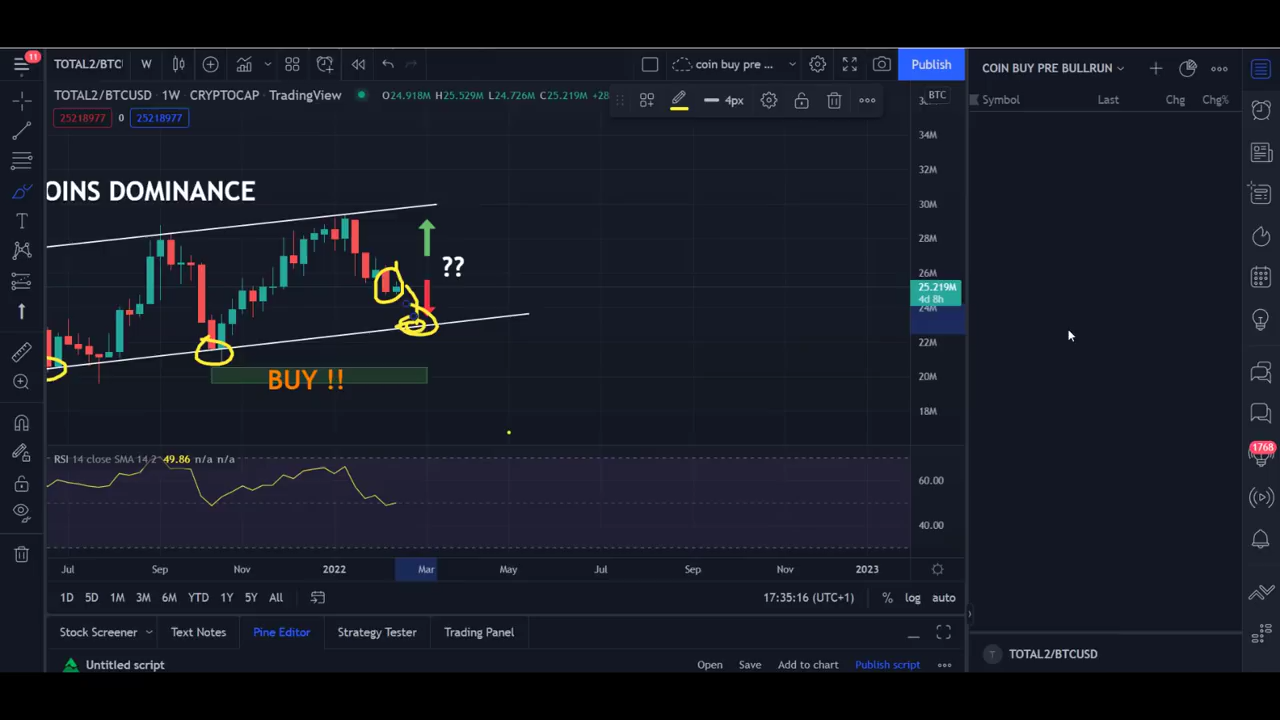 11
TOTAL2/BTC
W
coin buy pre ...
Publish
COIN BUY PRE BULLRUN
TOTAL2/BTCUSD · 1W · CRYPTOCAP · TradingView
O24.918M H25.529M L24.726M C25.219M +28
4px
BTC
Symbol Last Chg Chg%
25218977 0 25218977
34M
32M
OINS DOMINANCE
30M
28M
??
26M
25.219M
4d 8h
24M
22M
BUY !!
20M
18M
RSI 14 close SMA 14 2 49.86 n/a n/a
1768
60.00
40.00
Jul Sep Nov 2022 Mar May Jul Sep Nov 2023
1D 5D 1M 3M 6M YTD 1Y 5Y All
17:35:16 (UTC+1) % log auto
Stock Screener Text Notes Pine Editor Strategy Tester Trading Panel
T TOTAL2/BTCUSD
Untitled script
Open Save Add to chart Publish script